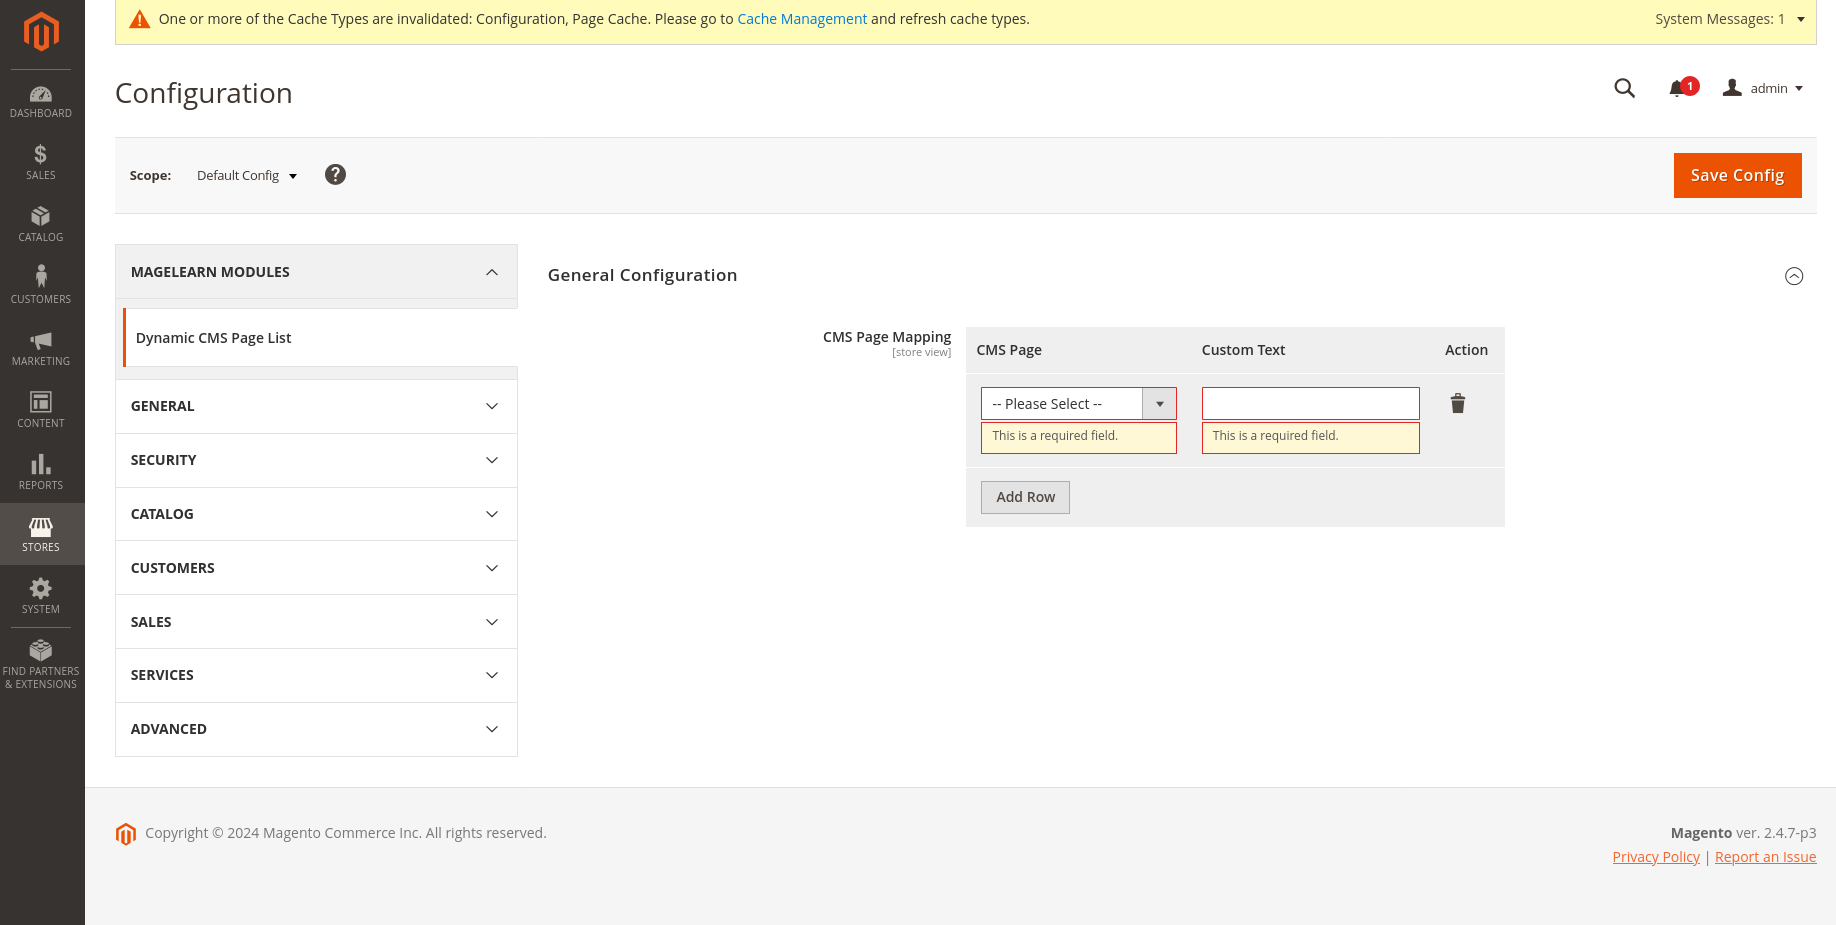 One or more of the Cache Types are invalidated: Configuration, Page Cache. Please go to Cache Management and refresh cache types.
System Messages: 1
Configuration
1
admin
Scope:
Default Config
?
Save Config
DASHBOARD
$
SALES
CATALOG
CUSTOMERS
MARKETING
CONTENT
REPORTS
STORES
SYSTEM
FIND PARTNERS
& EXTENSIONS
MAGELEARN MODULES
Dynamic CMS Page List
GENERAL
SECURITY
CATALOG
CUSTOMERS
SALES
SERVICES
ADVANCED
General Configuration
CMS Page Mapping
[store view]
CMS Page
Custom Text
Action
-- Please Select --
This is a required field.
This is a required field.
Add Row
Copyright © 2024 Magento Commerce Inc. All rights reserved.
Magento ver. 2.4.7-p3
Privacy Policy | Report an Issue